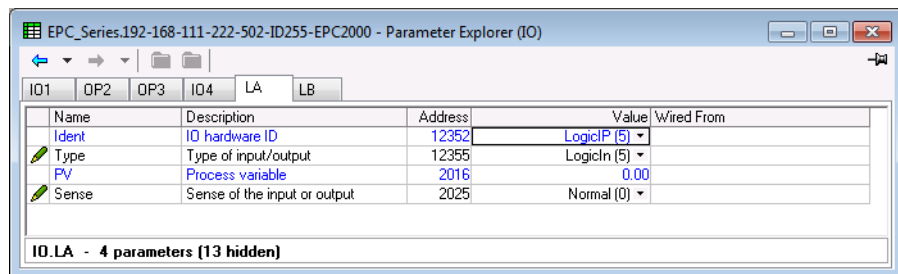 EPC_Series.192-168-111-222-502-ID255-EPC2000 - Parameter Explorer (IO)
IO1 OP2 OP3 IO4 LA LB
Name Description Address Value Wired From
Ident IO hardware ID 12352 LogicIP (5)
Type Type of input/output 12355 LogicIn (5)
PV Process variable 2016 0.00
Sense Sense of the input or output 2025 Normal (0)
IO.LA - 4 parameters (13 hidden)